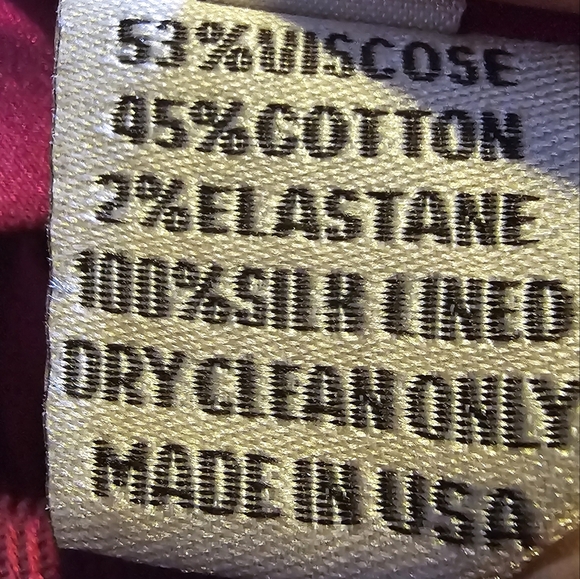 53%VISCOSE
45%COTTON
2%ELASTANE
100%SILK LINED
DRY CLEAN ONLY
MADE IN USA